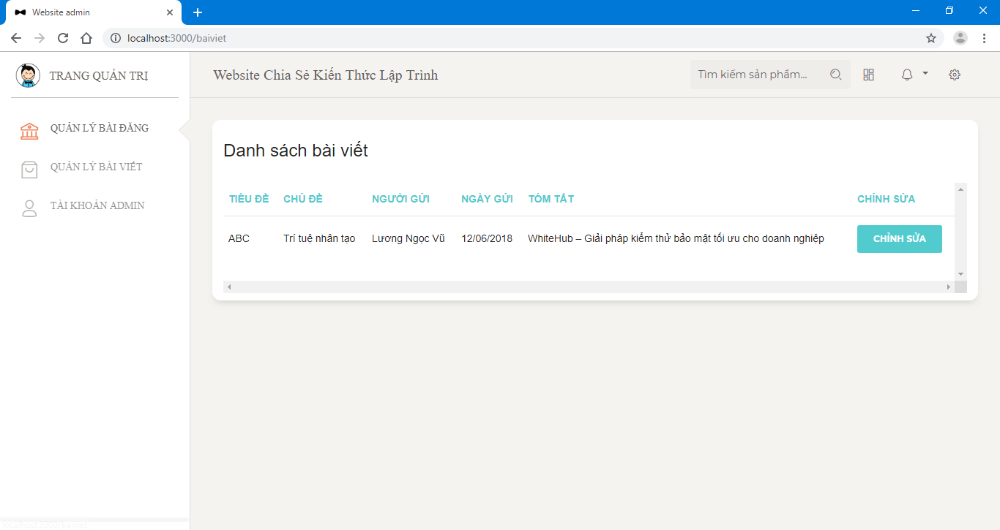 Website admin
localhost:3000/baiviet
TRANG QUẢN TRỊ
Website Chia Sẻ Kiến Thức Lập Trình
Tìm kiếm sản phẩm...
QUẢN LÝ BÀI ĐĂNG
QUẢN LÝ BÀI VIẾT
TÀI KHOẢN ADMIN
Danh sách bài viết
TIÊU ĐỀ CHỦ ĐỀ NGƯỜI GỬI NGÀY GỬI TÓM TẮT CHỈNH SỬA
ABC Trí tuệ nhân tạo Lương Ngọc Vũ 12/06/2018 WhiteHub – Giải pháp kiểm thử bảo mật tối ưu cho doanh nghiệp CHỈNH SỬA
localhost:3000/baiviet